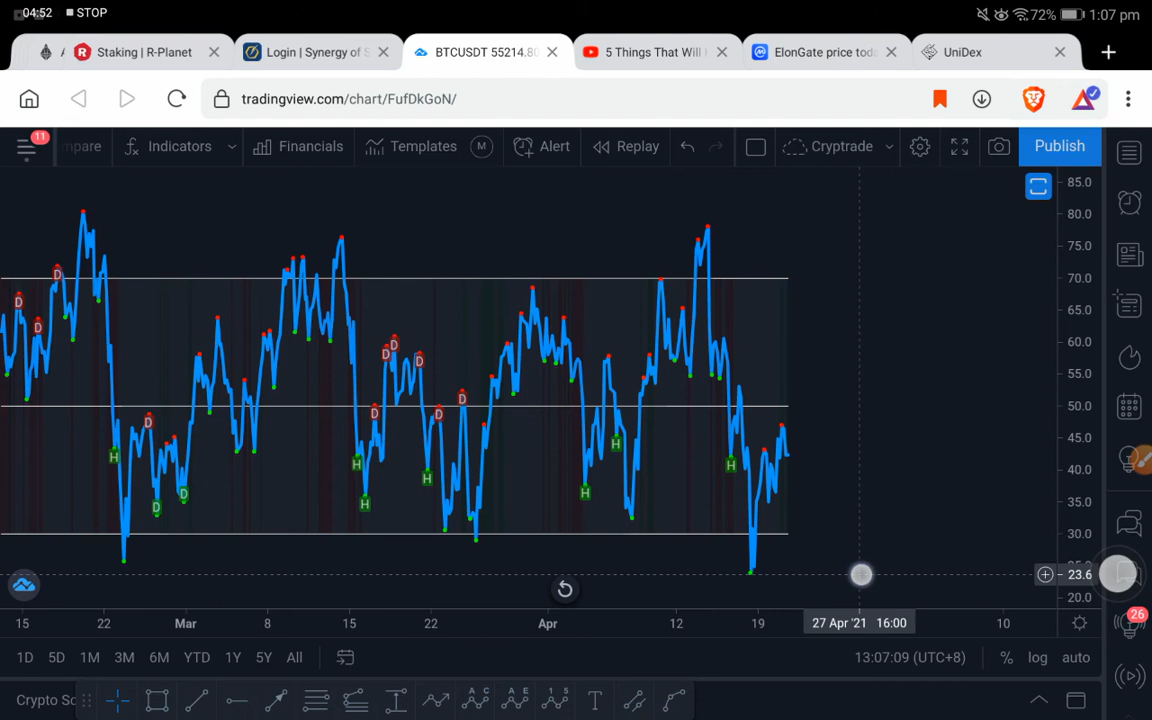 04:52 STOP 72% 1:07 pm
Staking | R-Planet Login | Synergy of S BTCUSDT 55214.80 5 Things That Will ElonGate price toda UniDex
tradingview.com/chart/FufDkGoN/
11 mpare Indicators Financials Templates M Alert Replay Cryptrade Publish
85.0
80.0
75.0
70.0
65.0
60.0
55.0
50.0
45.0
40.0
35.0
30.0
23.6
20.0
D D D D D D D D D D D D D
H H H H H H H
15 22 Mar 8 15 22 Apr 12 19 27 Apr '21 16:00 10
26
1D 5D 1M 3M 6M YTD 1Y 5Y All 13:07:09 (UTC+8) % log auto
Crypto Sc T